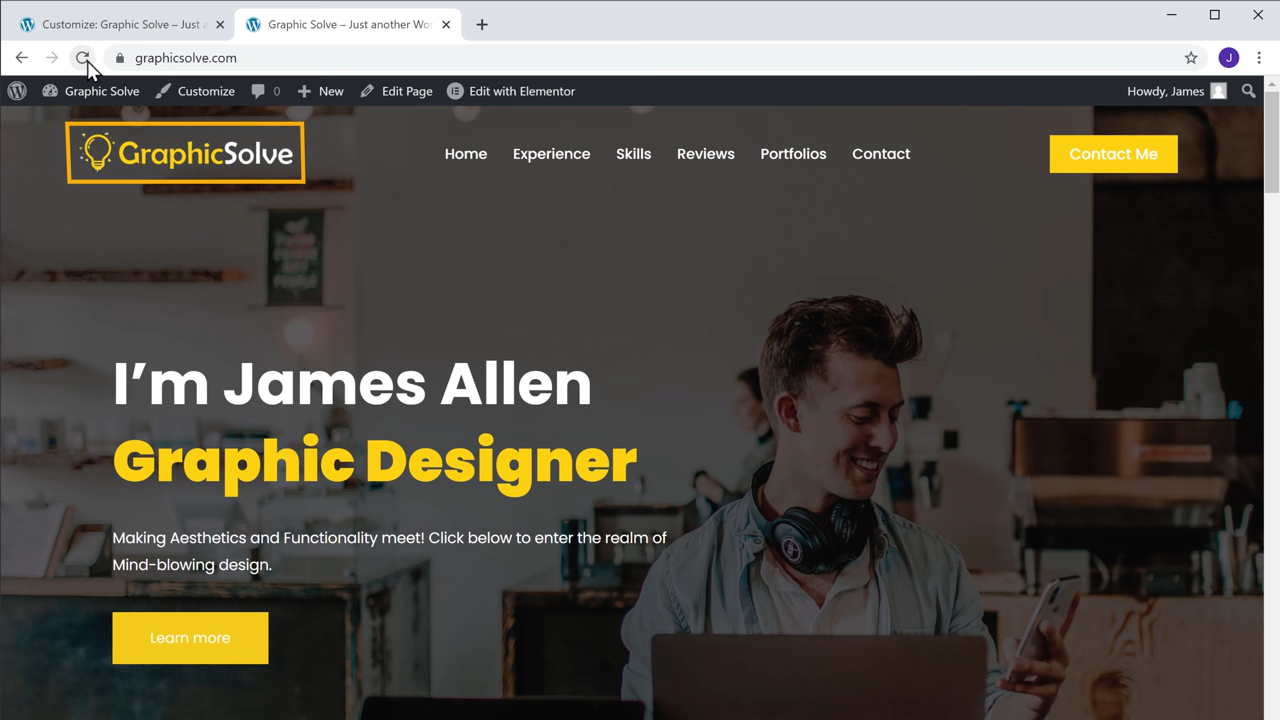 Customize: Graphic Solve – Just a
Graphic Solve – Just another Wor
graphicsolve.com
J
Graphic Solve
Customize
0
New
Edit Page
Edit with Elementor
Howdy, James
GraphicSolve
Home
Experience
Skills
Reviews
Portfolios
Contact
Contact Me
I’m James Allen
Graphic Designer
Making Aesthetics and Functionality meet! Click below to enter the realm of
Mind-blowing design.
Learn more